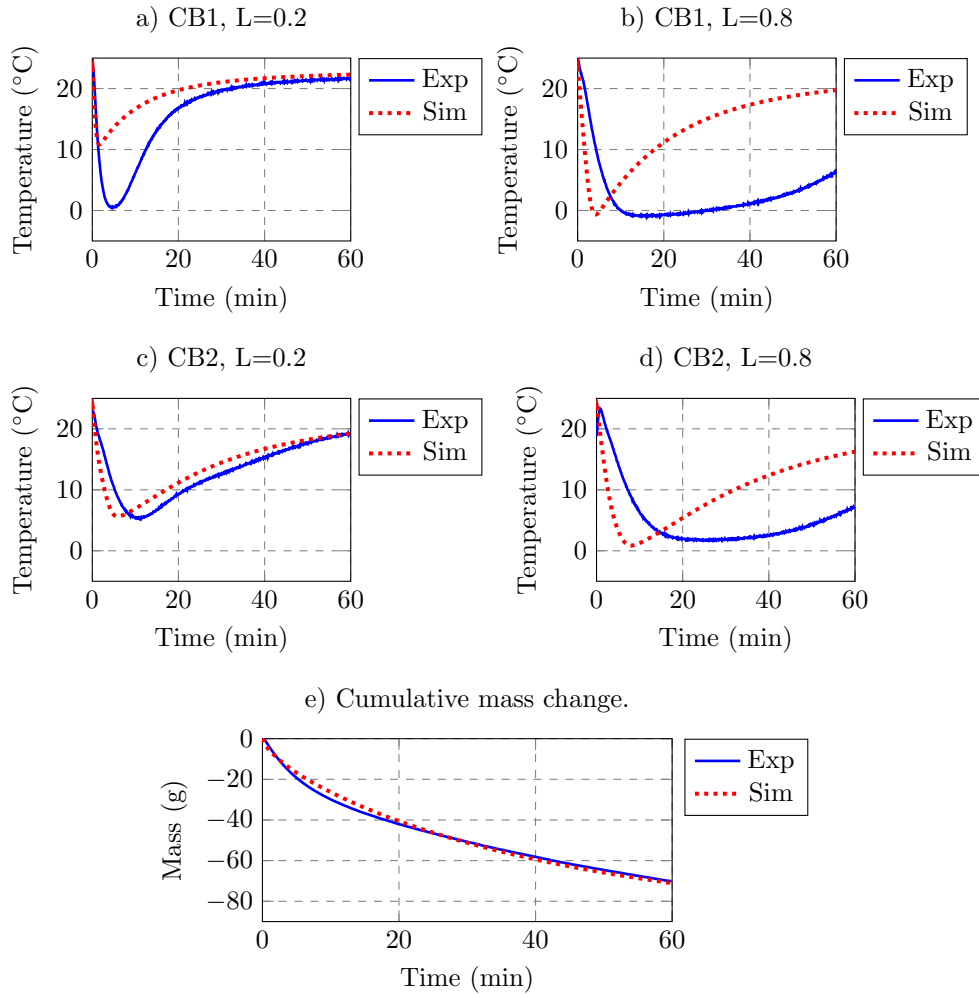 a) CB1, L=0.2
b) CB1, L=0.8
Temperature (°C)
20
10
0
0 20 40 60
Time (min)
Exp
Sim
Temperature (°C)
20
10
0
0 20 40 60
Time (min)
Exp
Sim
c) CB2, L=0.2
d) CB2, L=0.8
Temperature (°C)
20
10
0
0 20 40 60
Time (min)
Exp
Sim
Temperature (°C)
20
10
0
0 20 40 60
Time (min)
Exp
Sim
e) Cumulative mass change.
Mass (g)
0
−20
−40
−60
−80
0 20 40 60
Time (min)
Exp
Sim